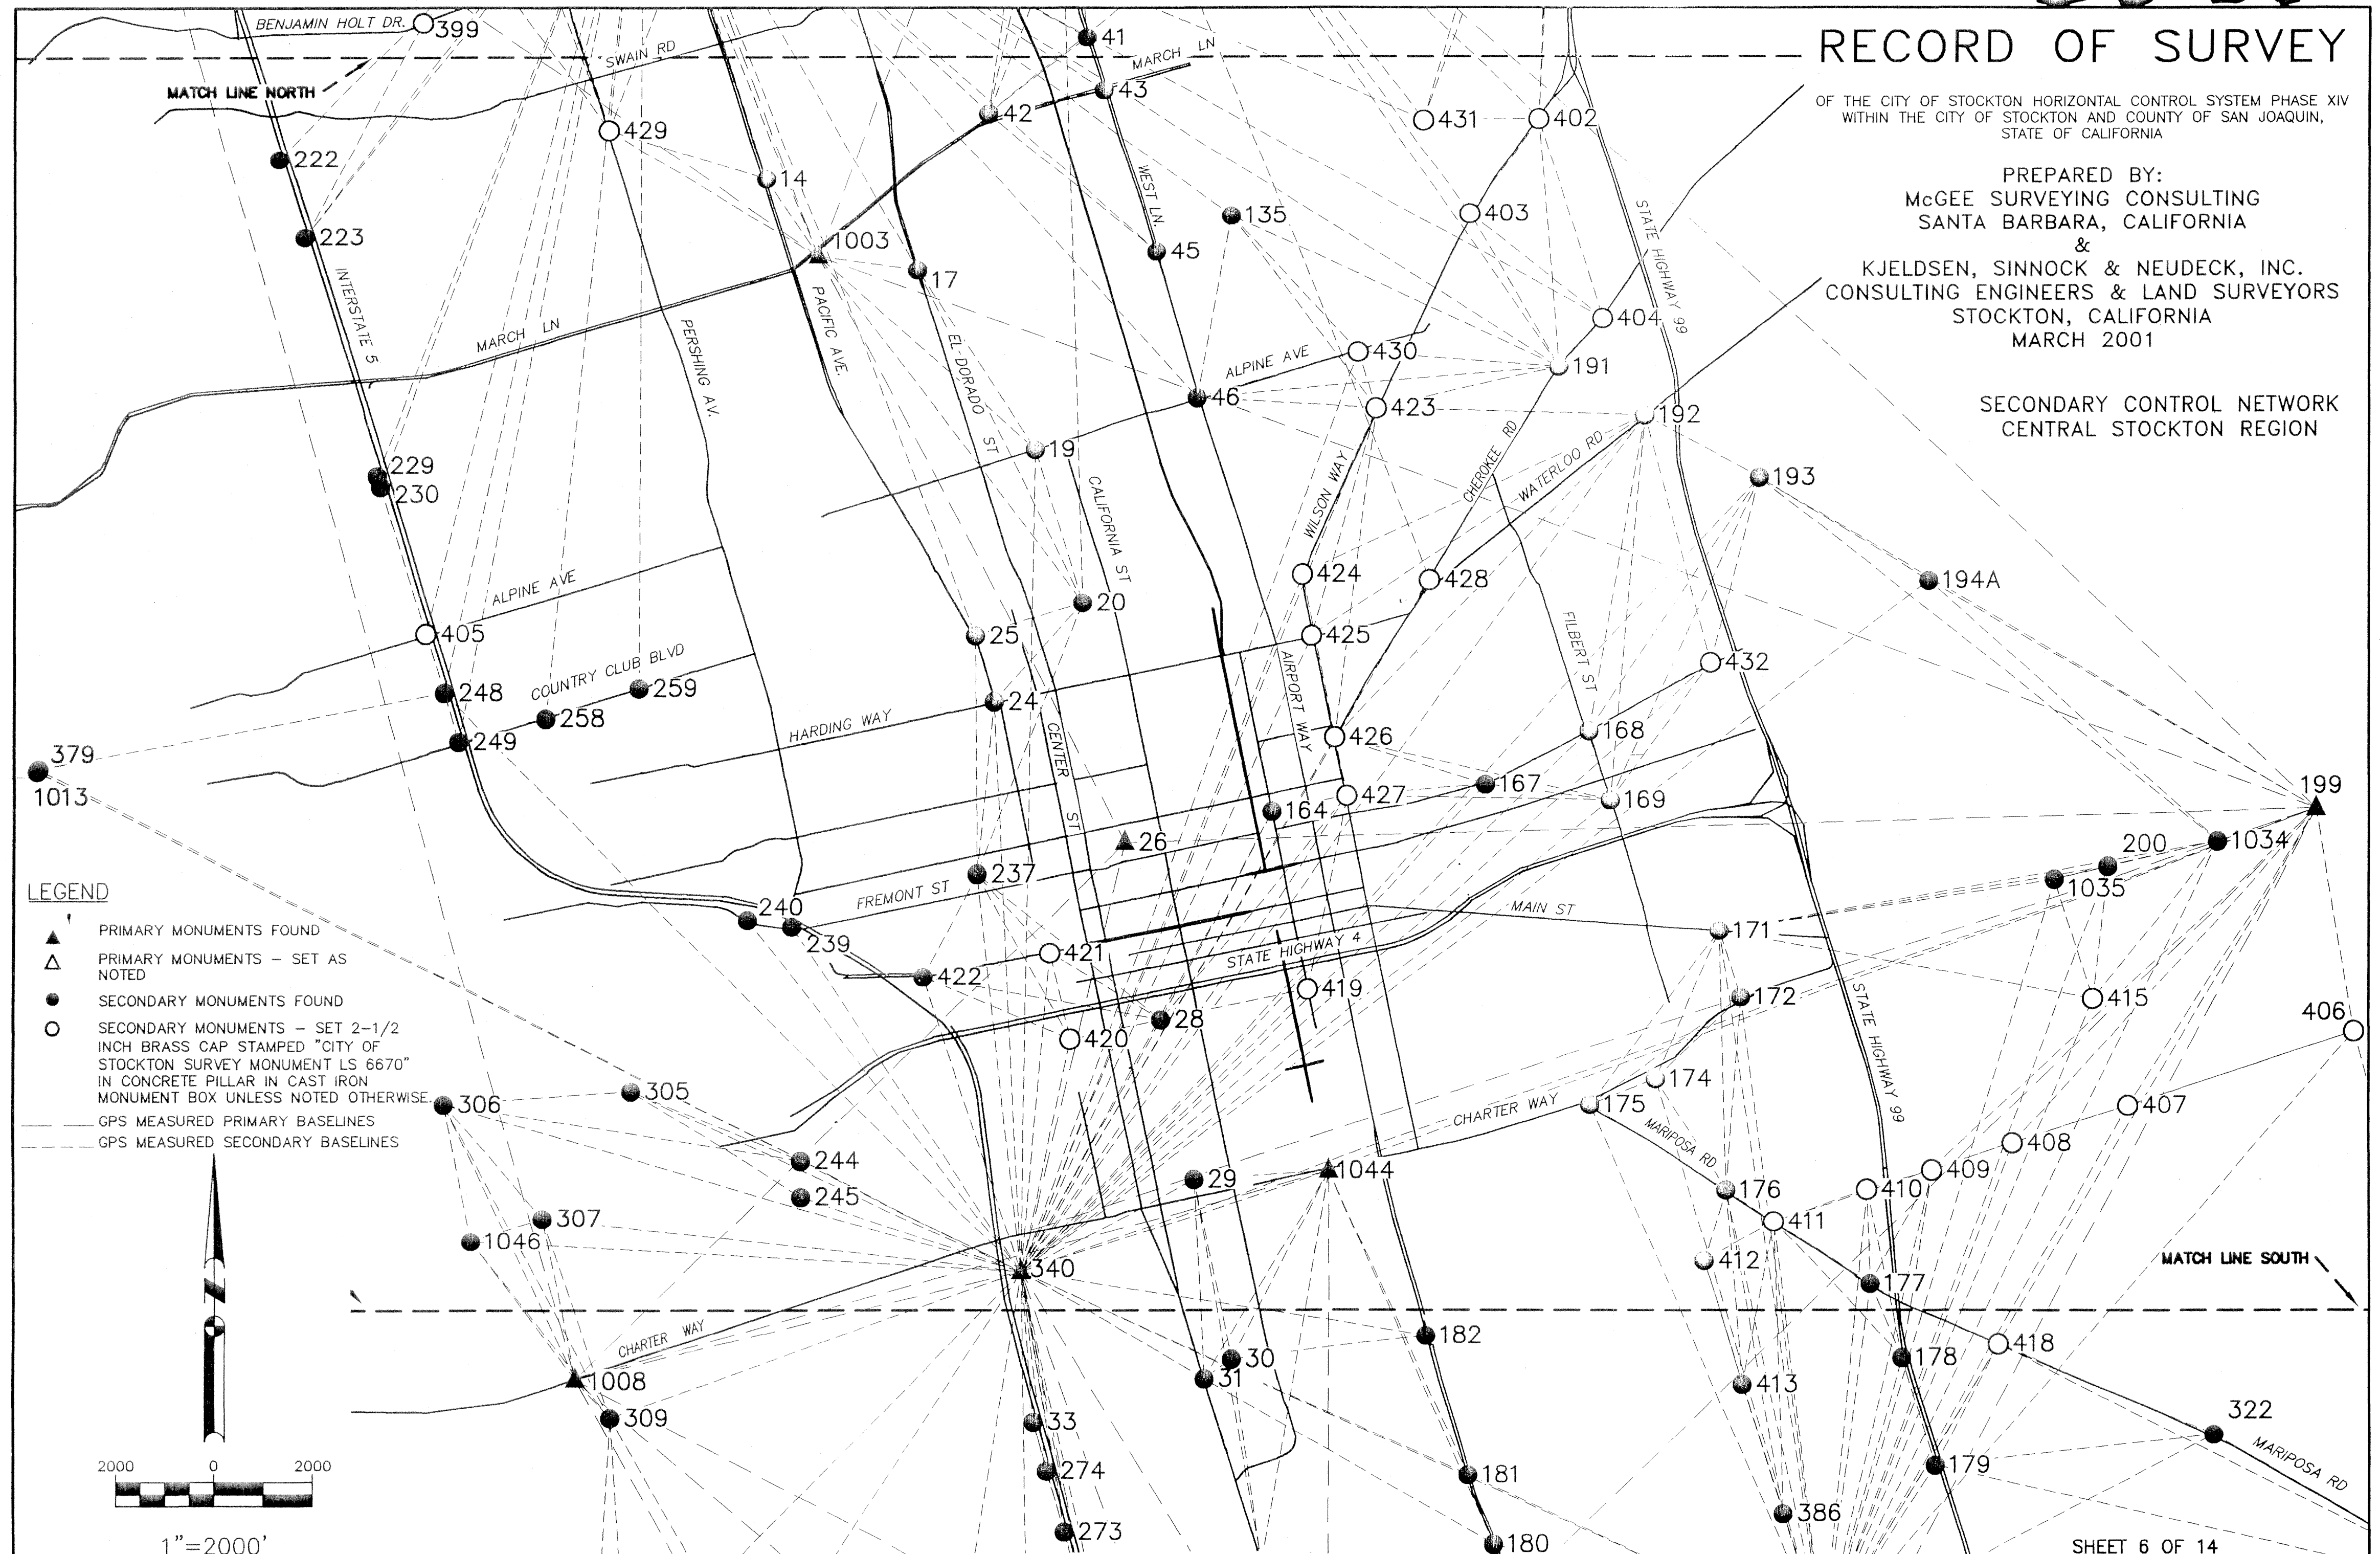 RECORD OF SURVEY
OF THE CITY OF STOCKTON HORIZONTAL CONTROL SYSTEM PHASE XIV
WITHIN THE CITY OF STOCKTON AND COUNTY OF SAN JOAQUIN,
STATE OF CALIFORNIA
PREPARED BY:
McGEE SURVEYING CONSULTING
SANTA BARBARA, CALIFORNIA
&
KJELDSEN, SINNOCK & NEUDECK, INC.
CONSULTING ENGINEERS & LAND SURVEYORS
STOCKTON, CALIFORNIA
MARCH 2001
SECONDARY CONTROL NETWORK
CENTRAL STOCKTON REGION
BENJAMIN HOLT DR.
399
SWAIN RD
41
MARCH LN
MATCH LINE NORTH
43
42
429
431
402
222
14
WEST LN.
135
403
STATE HIGHWAY 99
223
1003
45
17
INTERSTATE 5
PACIFIC AVE.
404
MARCH LN
PERSHING AV.
EL DORADO
ST
ALPINE AVE
430
191
46
423
192
19
229
230
CALIFORNIA ST
WILSON WAY
CHEROKEE RD
WATERLOO RD
193
424
428
194A
ALPINE AVE
20
405
25
425
FILBERT ST
COUNTRY CLUB BLVD
432
248
259
24
AIRPORT WAY
258
HARDING WAY
CENTER
ST
168
249
426
379
1013
167
427
169
164
199
26
200
1034
237
1035
FREMONT ST
240
239
MAIN ST
171
421
STATE HIGHWAY 4
422
419
172
STATE HIGHWAY 99
415
406
28
420
174
305
306
175
CHARTER WAY
MARIPOSA RD
407
408
244
245
29
1044
409
176
410
307
411
1046
340
412
MATCH LINE SOUTH
177
182
CHARTER WAY
30
31
178
418
1008
413
309
33
322
274
181
179
MARIPOSA RD
386
273
180
LEGEND
PRIMARY MONUMENTS FOUND
PRIMARY MONUMENTS – SET AS
NOTED
SECONDARY MONUMENTS FOUND
SECONDARY MONUMENTS – SET 2–1/2
INCH BRASS CAP STAMPED "CITY OF
STOCKTON SURVEY MONUMENT LS 6670"
IN CONCRETE PILLAR IN CAST IRON
MONUMENT BOX UNLESS NOTED OTHERWISE.
GPS MEASURED PRIMARY BASELINES
GPS MEASURED SECONDARY BASELINES
N
2000 0 2000
1"=2000'
SHEET 6 OF 14